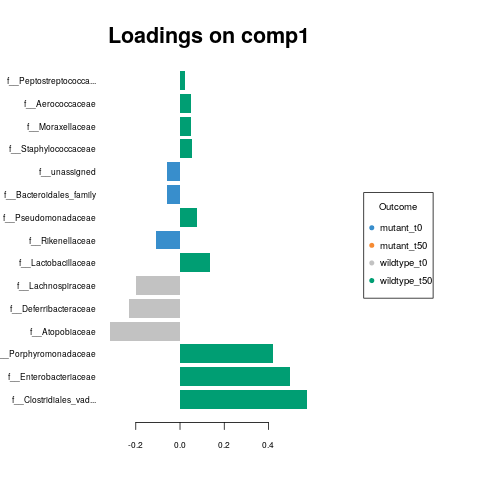 Loadings on comp1
f__Peptostreptococca...
f__Aerococcaceae
f__Moraxellaceae
f__Staphylococcaceae
f__unassigned
f__Bacteroidales_family
f__Pseudomonadaceae
f__Rikenellaceae
f__Lactobacillaceae
f__Lachnospiraceae
f__Deferribacteraceae
f__Atopobiaceae
__Porphyromonadaceae
f__Enterobacteriaceae
f__Clostridiales_vad...
-0.2 0.0 0.2 0.4
Outcome
mutant_t0
mutant_t50
wildtype_t0
wildtype_t50